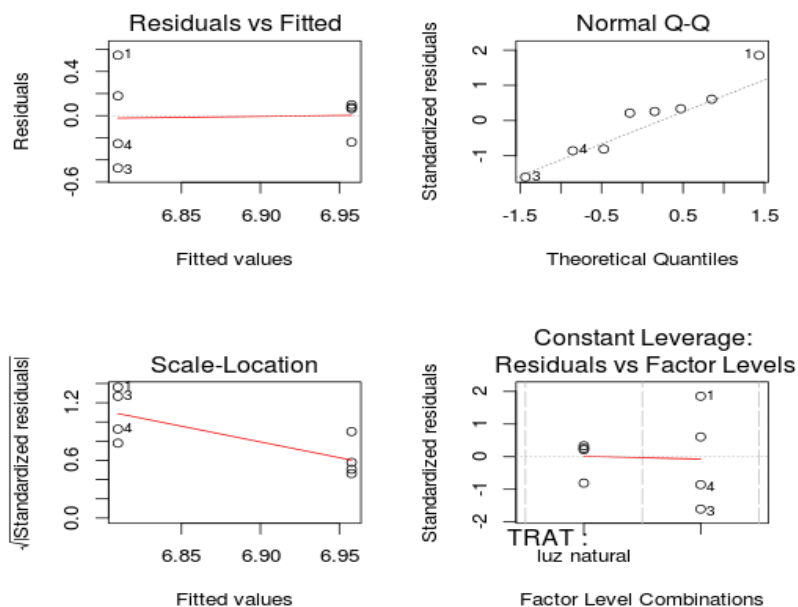 Residuals vs Fitted
Residuals
0.4
0.0
-0.6
1
4
3
6.85 6.90 6.95
Fitted values
Normal Q-Q
Standardized residuals
2
1
0
-1
1
4
3
-1.5 -0.5 0.5 1.5
Theoretical Quantiles
Scale-Location
√|Standardized residuals|
1.2
0.6
0.0
1
3
4
6.85 6.90 6.95
Fitted values
Constant Leverage:
Residuals vs Factor Levels
Standardized residuals
2
1
0
-1
-2
1
4
3
TRAT :
luz natural
Factor Level Combinations